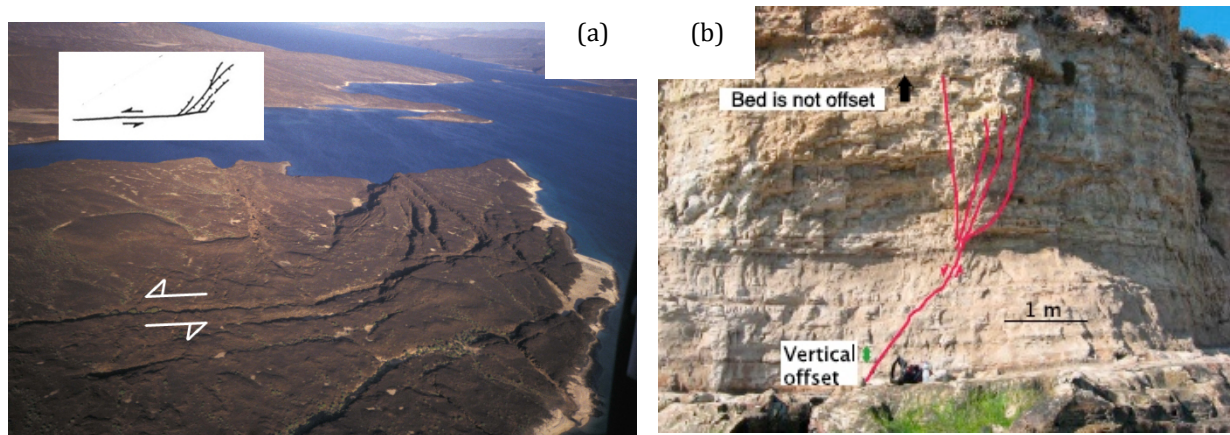 (a)
(b)
Bed is not offset
1 m
Vertical
offset